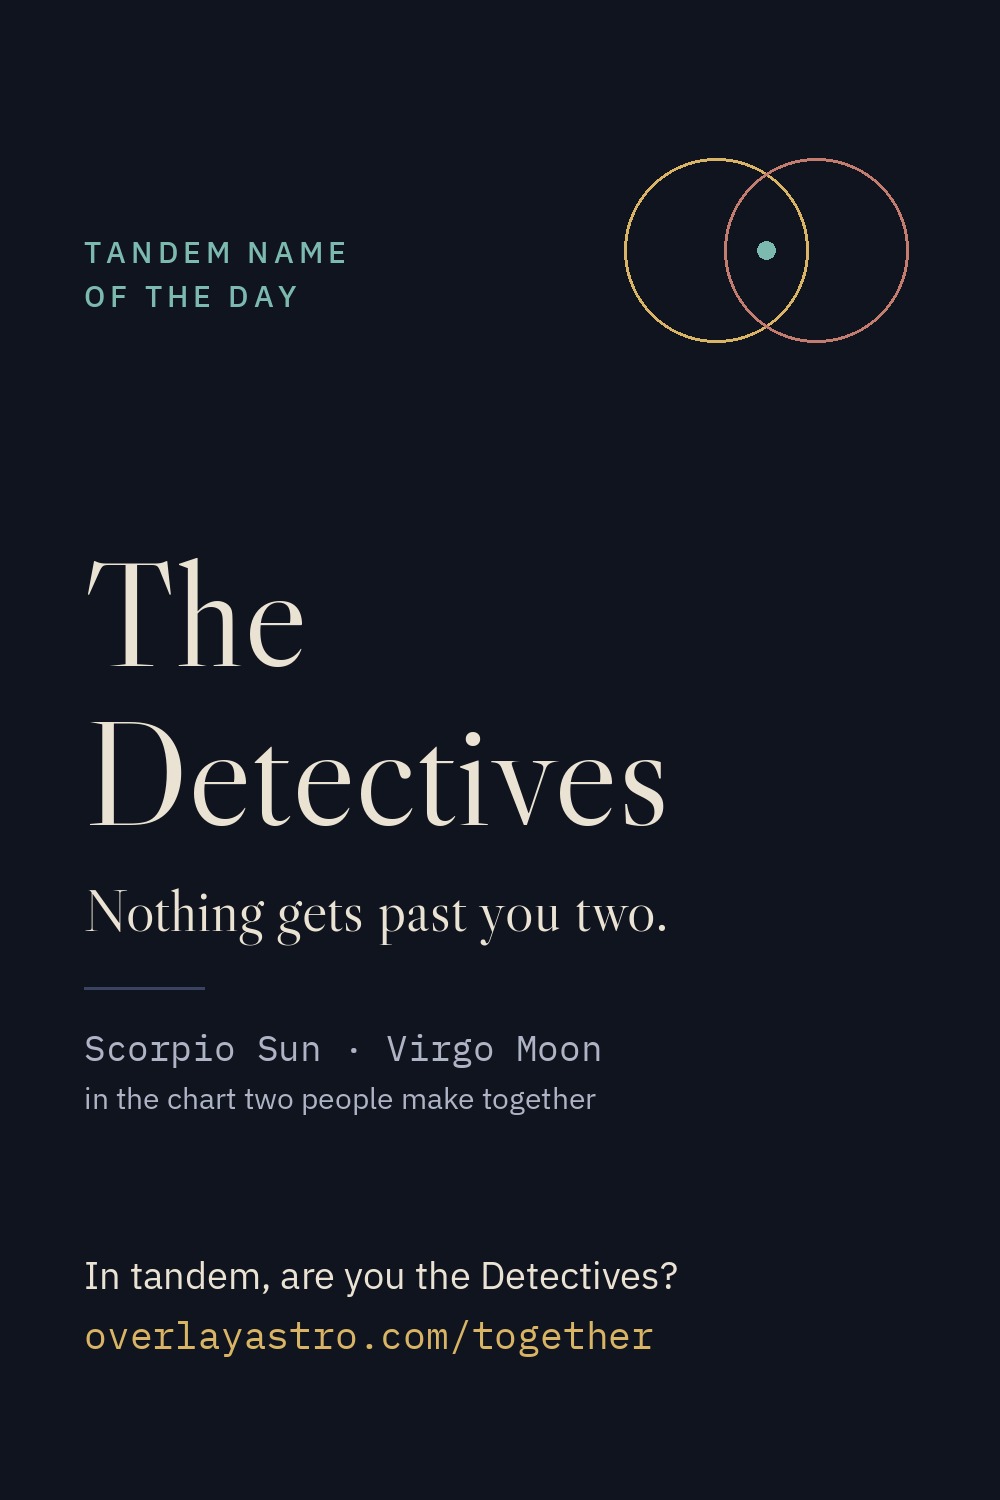 TANDEM NAME
OF THE DAY
The
Detectives
Nothing gets past you two.
Scorpio Sun · Virgo Moon
in the chart two people make together
In tandem, are you the Detectives?
overlayastro.com/together